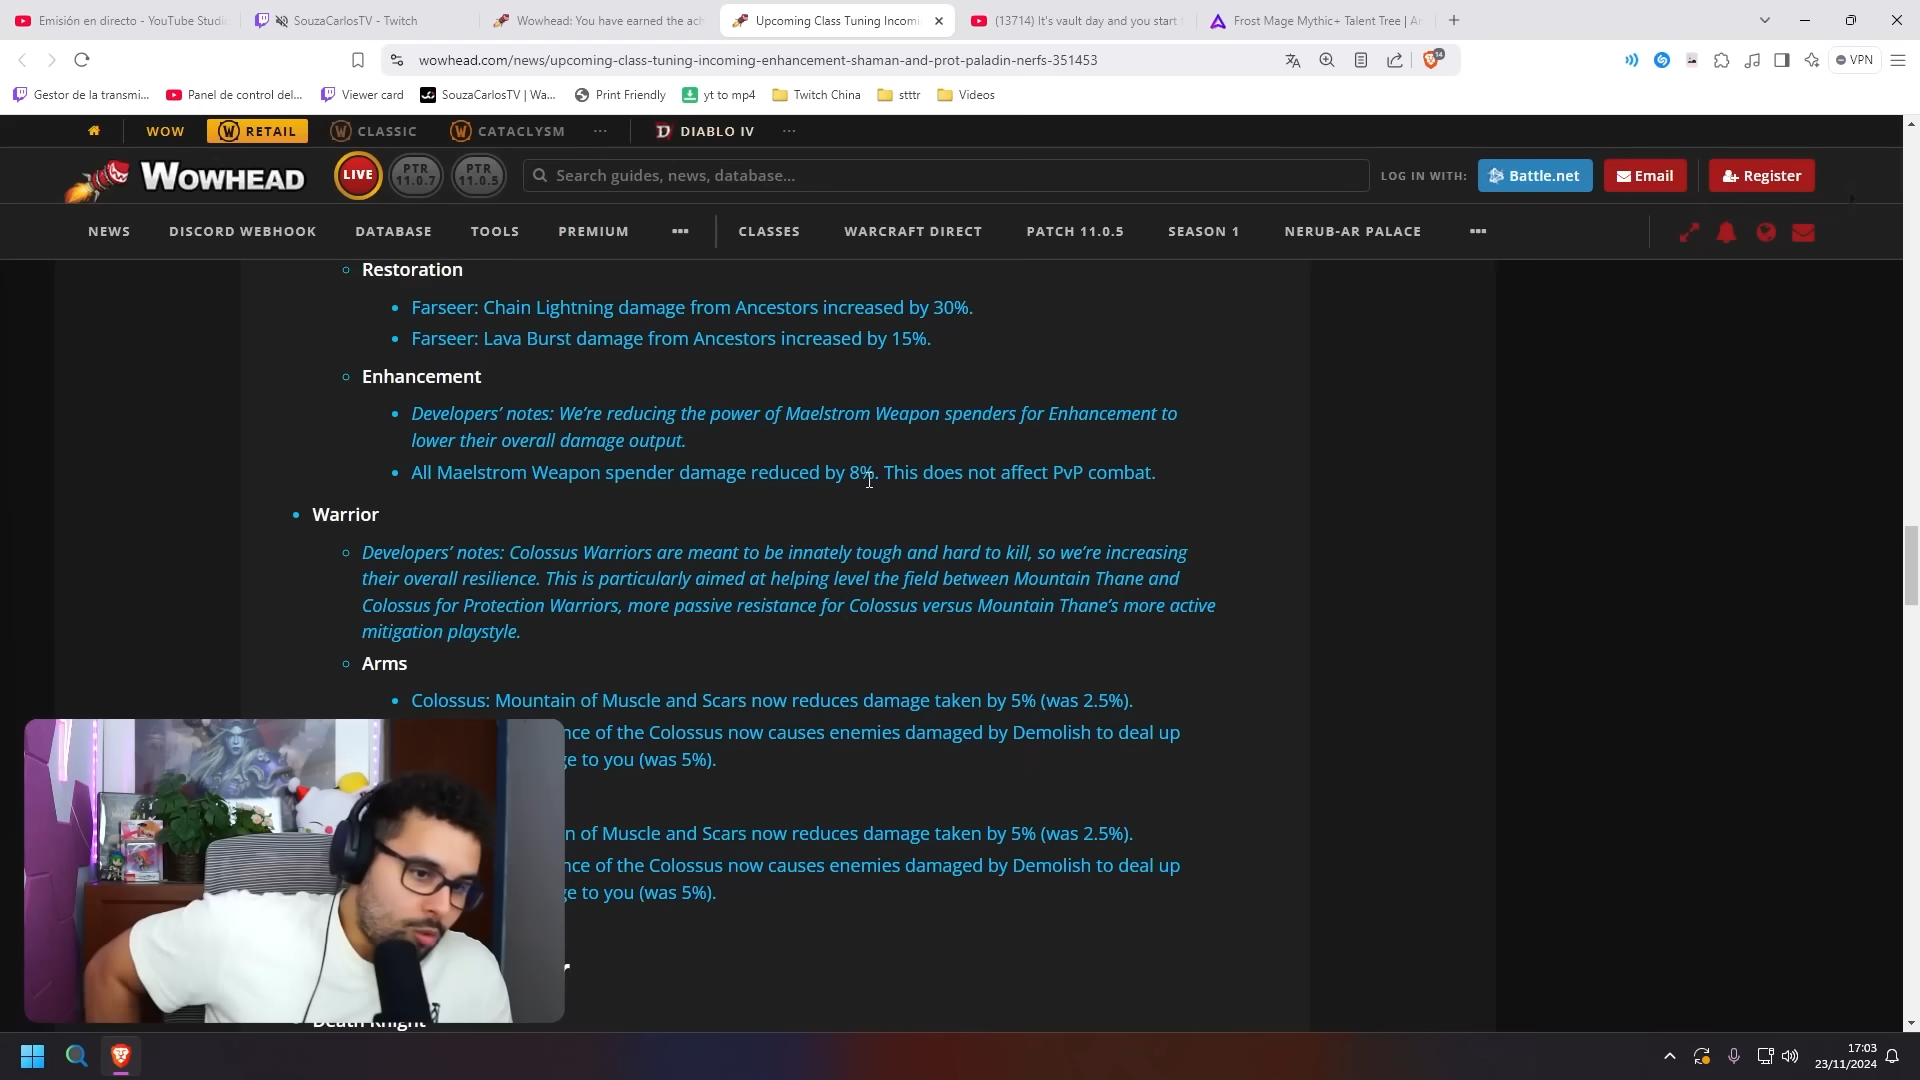 Emisión en directo - YouTube Studio
SouzaCarlosTV - Twitch
Wowhead: You have earned the ach
Upcoming Class Tuning Incomi
(13714) It's vault day and you start
Frost Mage Mythic+ Talent Tree | A
wowhead.com/news/upcoming-class-tuning-incoming-enhancement-shaman-and-prot-paladin-nerfs-351453
14
VPN
Gestor de la transmi...
Panel de control del...
Viewer card
SouzaCarlosTV | Wa...
Print Friendly
yt to mp4
Twitch China
stttr
Videos
WOW
RETAIL
CLASSIC
CATACLYSM
DIABLO IV
WOWHEAD
LIVE
PTR 11.0.7
PTR 11.0.5
Search guides, news, database...
LOG IN WITH:
Battle.net
Email
Register
NEWS
DISCORD WEBHOOK
DATABASE
TOOLS
PREMIUM
CLASSES
WARCRAFT DIRECT
PATCH 11.0.5
SEASON 1
NERUB-AR PALACE
Restoration
Farseer: Chain Lightning damage from Ancestors increased by 30%.
Farseer: Lava Burst damage from Ancestors increased by 15%.
Enhancement
Developers’ notes: We’re reducing the power of Maelstrom Weapon spenders for Enhancement to
lower their overall damage output.
All Maelstrom Weapon spender damage reduced by 8%. This does not affect PvP combat.
Warrior
Developers’ notes: Colossus Warriors are meant to be innately tough and hard to kill, so we’re increasing
their overall resilience. This is particularly aimed at helping level the field between Mountain Thane and
Colossus for Protection Warriors, more passive resistance for Colossus versus Mountain Thane’s more active
mitigation playstyle.
Arms
Colossus: Mountain of Muscle and Scars now reduces damage taken by 5% (was 2.5%).
nce of the Colossus now causes enemies damaged by Demolish to deal up
ge to you (was 5%).
n of Muscle and Scars now reduces damage taken by 5% (was 2.5%).
nce of the Colossus now causes enemies damaged by Demolish to deal up
ge to you (was 5%).
Death Knight
17:03
23/11/2024